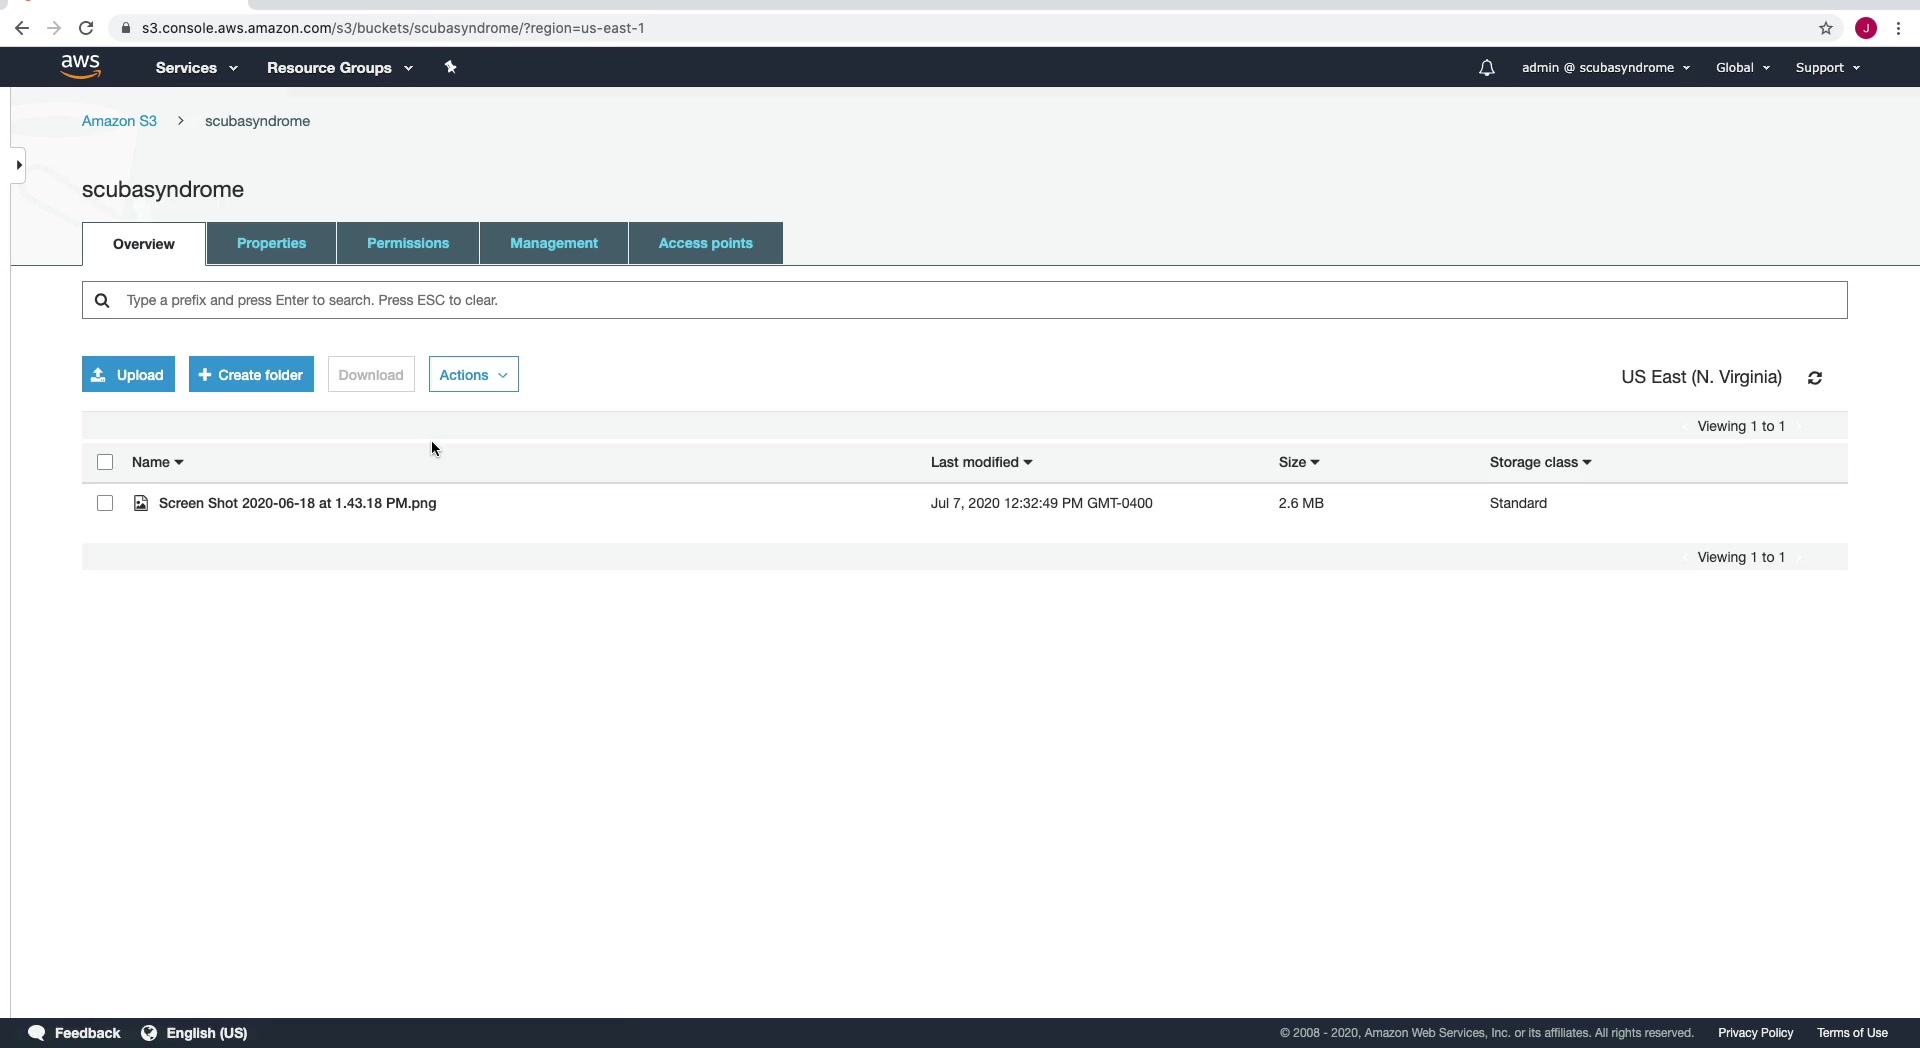 s3.console.aws.amazon.com/s3/buckets/scubasyndrome/?region=us-east-1
J
aws
Services
Resource Groups
admin @ scubasyndrome
Global
Support
Amazon S3 > scubasyndrome
scubasyndrome
Overview
Properties
Permissions
Management
Access points
Type a prefix and press Enter to search. Press ESC to clear.
Upload
+ Create folder
Download
Actions
US East (N. Virginia)
Viewing 1 to 1
Name
Last modified
Size
Storage class
Screen Shot 2020-06-18 at 1.43.18 PM.png
Jul 7, 2020 12:32:49 PM GMT-0400
2.6 MB
Standard
Viewing 1 to 1
Feedback
English (US)
© 2008 - 2020, Amazon Web Services, Inc. or its affiliates. All rights reserved.
Privacy Policy
Terms of Use